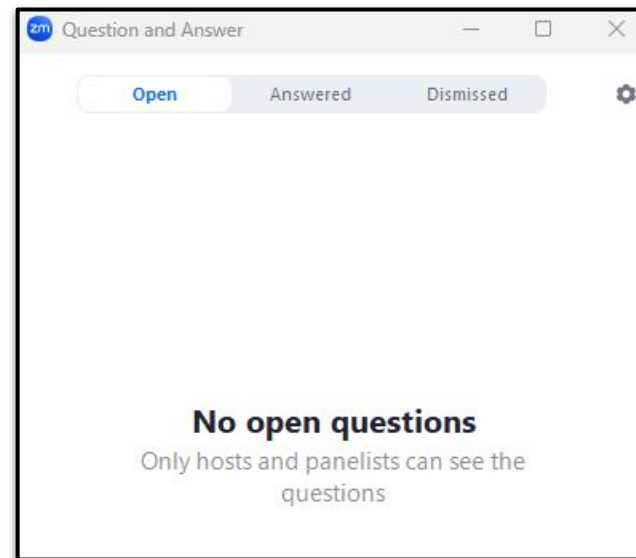 zm Question and Answer
Open Answered Dismissed
No open questions
Only hosts and panelists can see the
questions